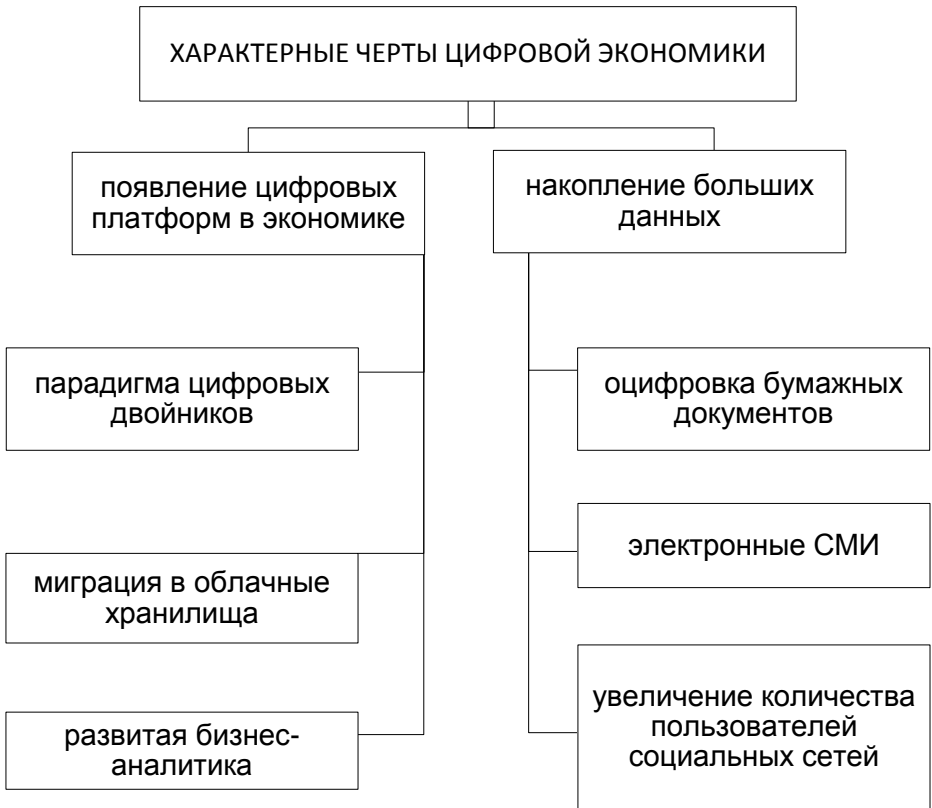 ХАРАКТЕРНЫЕ ЧЕРТЫ ЦИФРОВОЙ ЭКОНОМИКИ
появление цифровых
платформ в экономике
накопление больших
данных
парадигма цифровых
двойников
оцифровка бумажных
документов
миграция в облачные
хранилища
электронные СМИ
развитая бизнес-
аналитика
увеличение количества
пользователей
социальных сетей